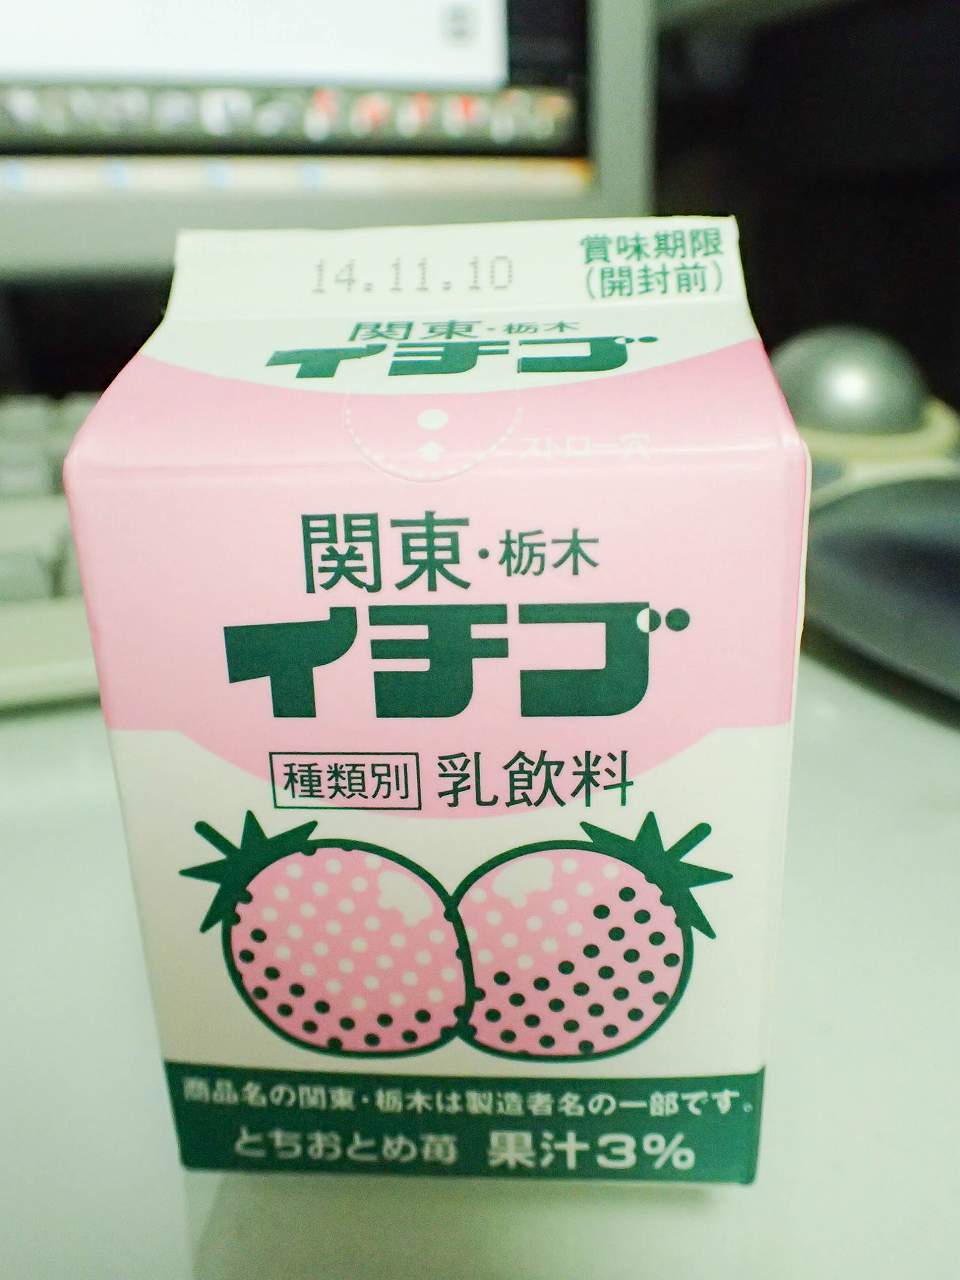 14.11.10
賞味期限
(開封前)
関東・栃木
イチゴ
ストロー穴
関東・栃木
イチゴ
種類別 乳飲料
商品名の関東・栃木は製造者名の一部です。
とちおとめ苺 果汁3%